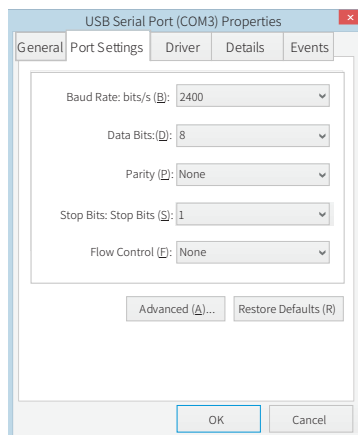 USB Serial Port (COM3) Properties
×
General Port Settings Driver Details Events
Baud Rate: bits/s (B): 2400
Data Bits:(D): 8
Parity (P): None
Stop Bits: Stop Bits (S): 1
Flow Control (F): None
Advanced (A)... Restore Defaults (R)
OK Cancel